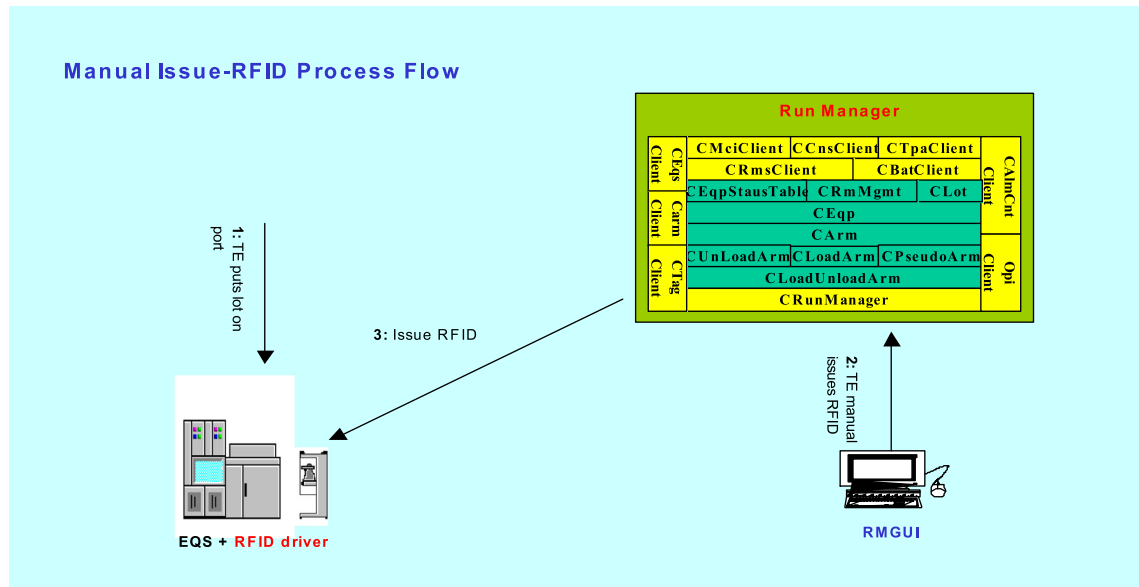 Manual Issue-RFID Process Flow
Run Manager
CEqs
Client
CMciClient CCnsClient CTpaClient
CAlmCnt
Client
CRmsClient CBatClient
CEqpStausTable CRmMgmt CLot
Carm
Client
CEqp
CArm
CTag
Client
CUnLoadArm CLoadArm CPseudoArm
Opi
Client
CLoadUnloadArm
CRunManager
1: TE puts lot on
port
3: Issue RFID
2: TE manual
issues RFID
EQS + RFID driver
RMGUI